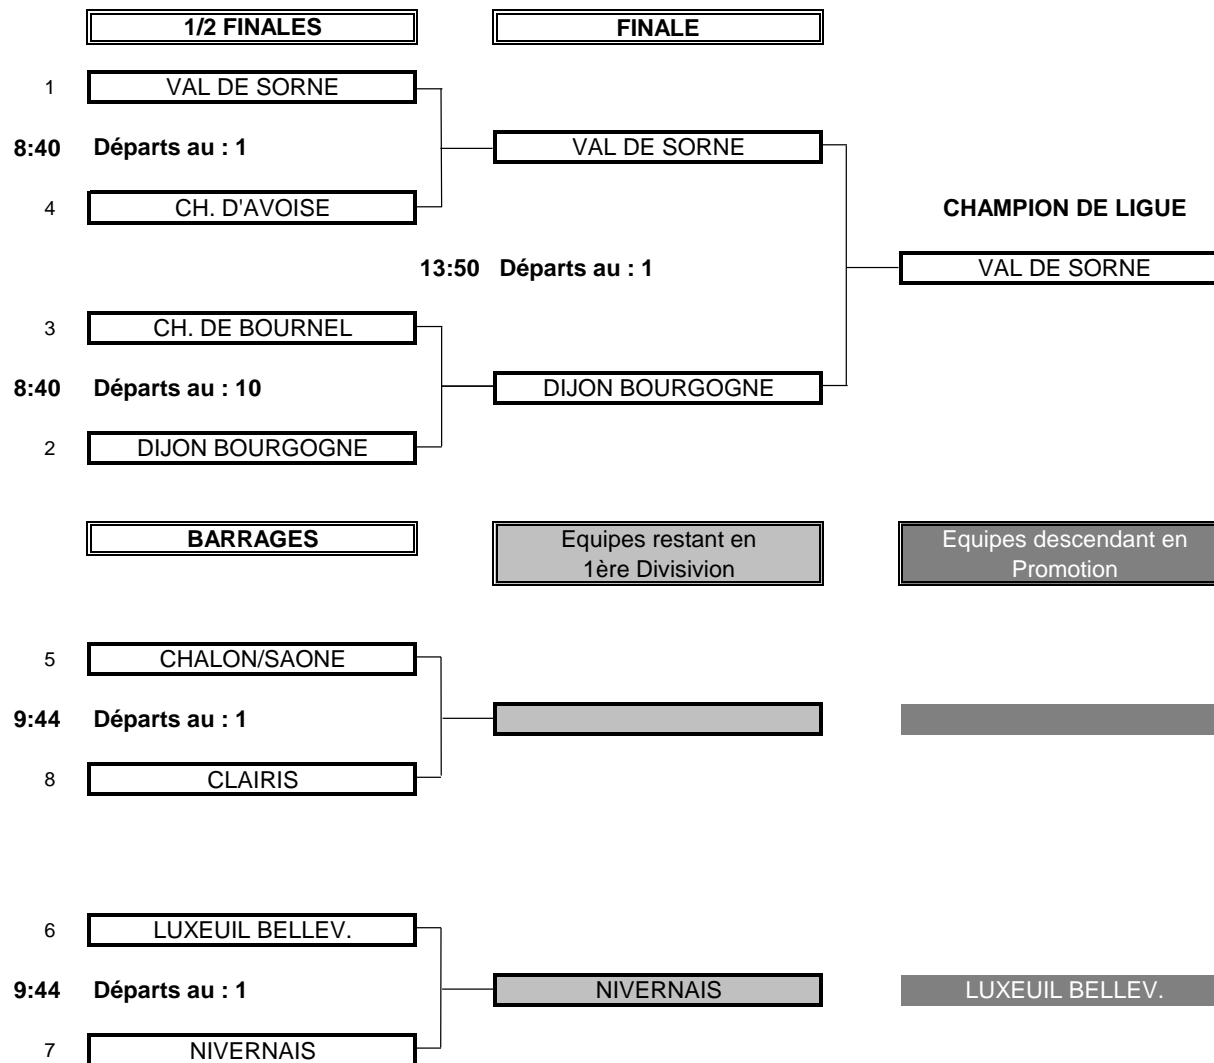 1/2 FINALES FINALE
1 VAL DE SORNE
8:40 Départs au : 1 VAL DE SORNE
4 CH. D'AVOISE CHAMPION DE LIGUE
13:50 Départs au : 1 VAL DE SORNE
3 CH. DE BOURNEL
8:40 Départs au : 10 DIJON BOURGOGNE
2 DIJON BOURGOGNE
BARRAGES
Equipes restant en
1ère Divisivion
Equipes descendant en
Promotion
5 CHALON/SAONE
9:44 Départs au : 1
8 CLAIRIS
6 LUXEUIL BELLEV.
9:44 Départs au : 1 NIVERNAIS LUXEUIL BELLEV.
7 NIVERNAIS